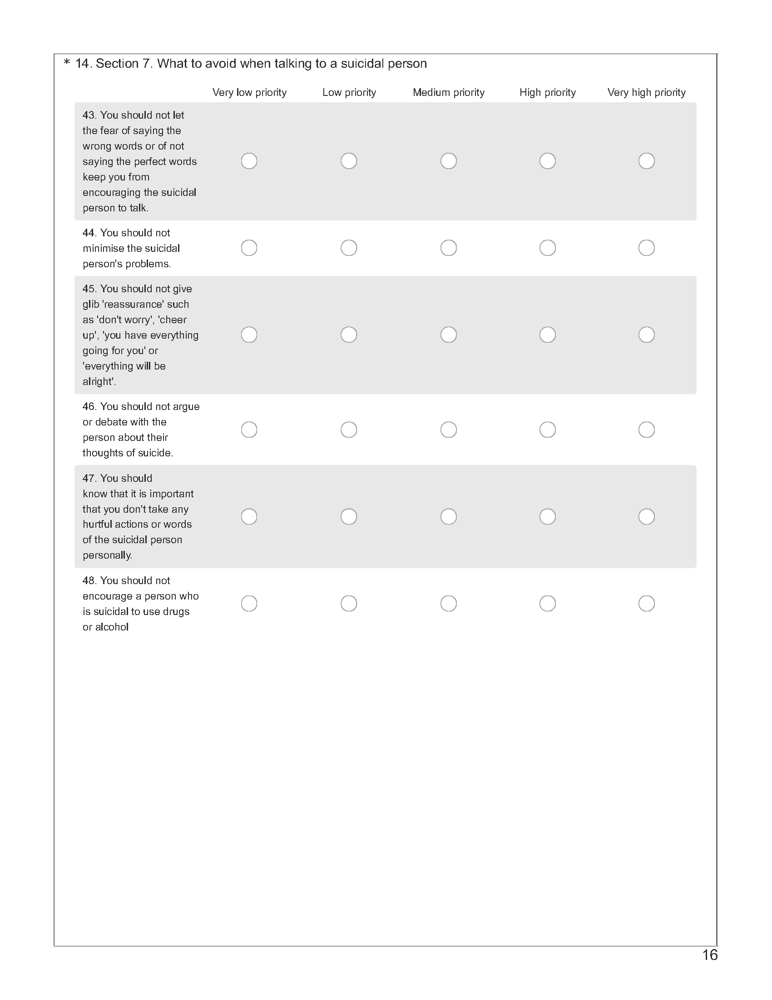 * 14. Section 7. What to avoid when talking to a suicidal person
Very low priority Low priority Medium priority High priority Very high priority
43. You should not let
the fear of saying the
wrong words or of not
saying the perfect words
keep you from
encouraging the suicidal
person to talk.
44. You should not
minimise the suicidal
person's problems.
45. You should not give
glib 'reassurance' such
as 'don't worry', 'cheer
up', 'you have everything
going for you' or
'everything will be
alright'.
46. You should not argue
or debate with the
person about their
thoughts of suicide.
47. You should
know that it is important
that you don't take any
hurtful actions or words
of the suicidal person
personally.
48. You should not
encourage a person who
is suicidal to use drugs
or alcohol
16